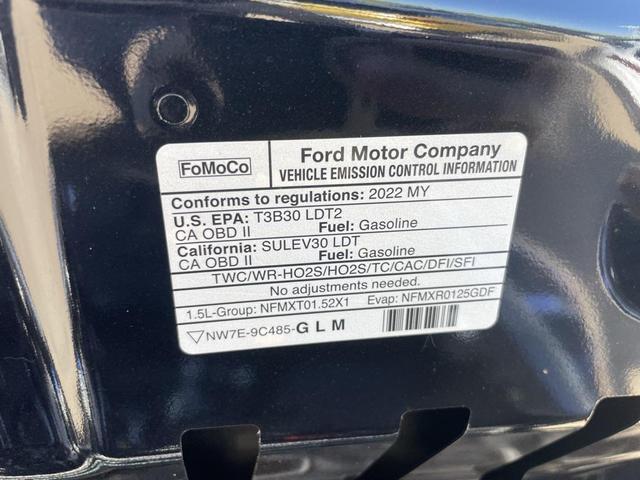 FoMoCo
Ford Motor Company
VEHICLE EMISSION CONTROL INFORMATION
Conforms to regulations: 2022 MY
U.S. EPA: T3B30 LDT2
CA OBD II Fuel: Gasoline
California: SULEV30 LDT
CA OBD II Fuel: Gasoline
TWC/WR-HO2S/HO2S/TC/CAC/DFI/SFI
No adjustments needed.
1.5L-Group: NFMXT01.52X1 Evap: NFMXR0125GDF
NW7E-9C485-GLM